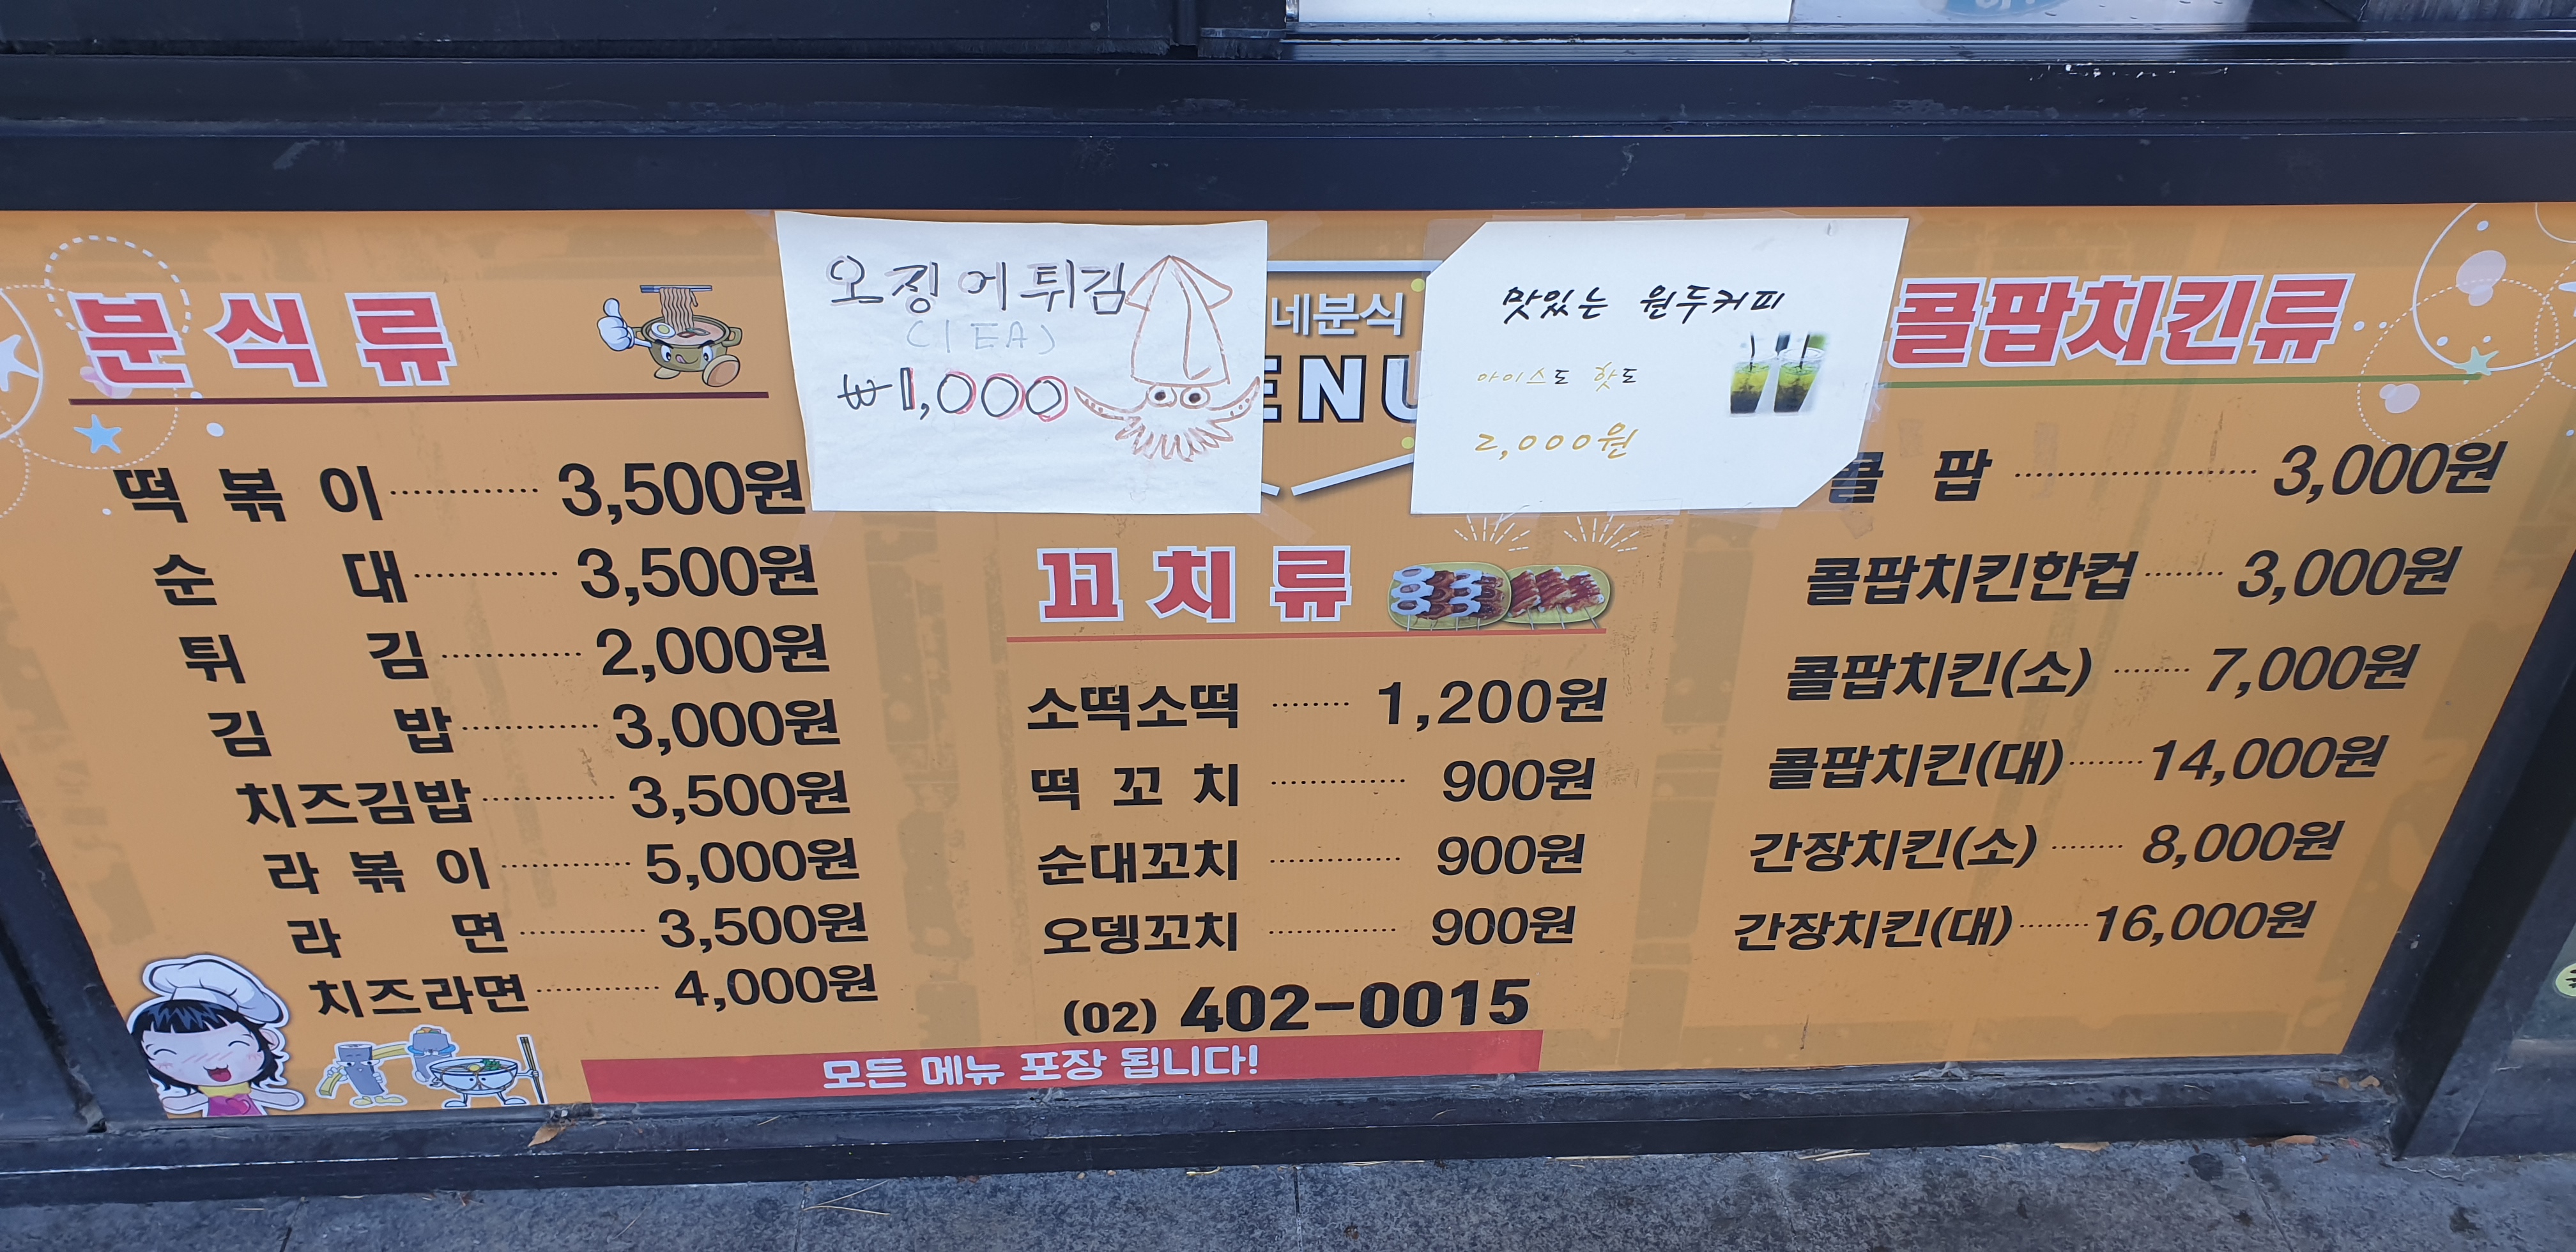 분식류
떡볶이 3,500원
순대 3,500원
튀김 2,000원
김밥 3,000원
치즈김밥 3,500원
라볶이 5,000원
라면 3,500원
치즈라면 4,000원
오징어튀김
(1EA)
₩1,000
네분식
ENU
맛있는 원두커피
아이스도 핫도
2,000원
꼬치류
소떡소떡 1,200원
떡꼬치 900원
순대꼬치 900원
오뎅꼬치 900원
(02) 402-0015
모든 메뉴 포장 됩니다!
콜팝치킨류
콜팝 3,000원
콜팝치킨한컵 3,000원
콜팝치킨(소) 7,000원
콜팝치킨(대) 14,000원
간장치킨(소) 8,000원
간장치킨(대) 16,000원